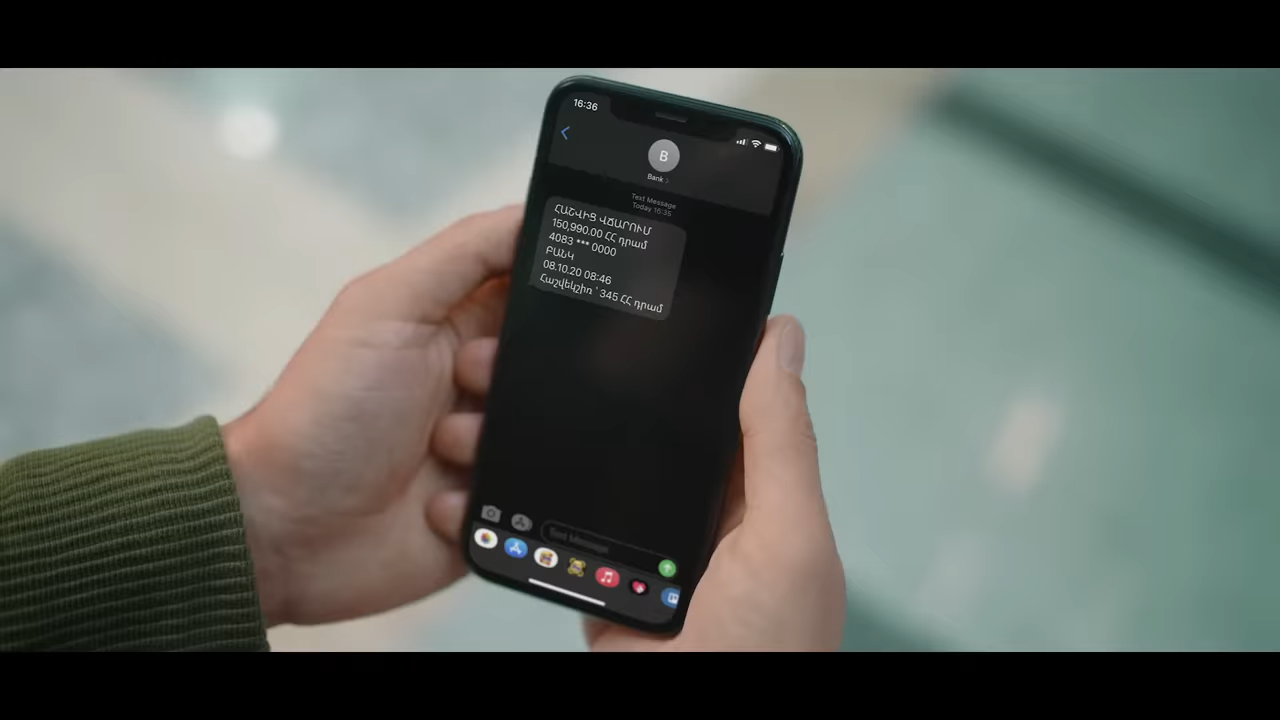 16:36
B
Bank
Text Message
Today 16:35
ՀԱՇՎԻՑ ՎՃԱՐՈՒՄ
150,990.00 ՀՀ դրամ
4083 *** 0000
ԲԱՆԿ
08.10.20 08:46
Հաշվեկշիռ ՝ 345 ՀՀ դրամ
Text Message